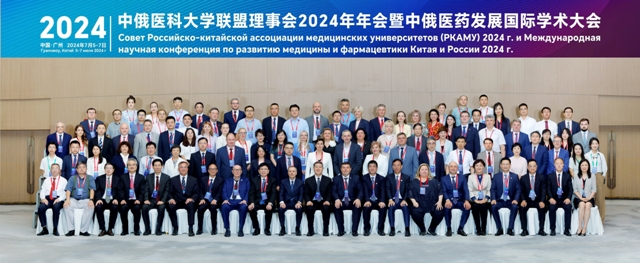 2024
中国·广州 2024年7月5-7日
Гуанчжоу, Китай 5-7 июля 2024 г.
中俄医科大学联盟理事会2024年年会暨中俄医药发展国际学术大会
Совет Российско-китайской ассоциации медицинских университетов (РКАМУ) 2024 г. и Международная
научная конференция по развитию медицины и фармацевтики Китая и России 2024 г.